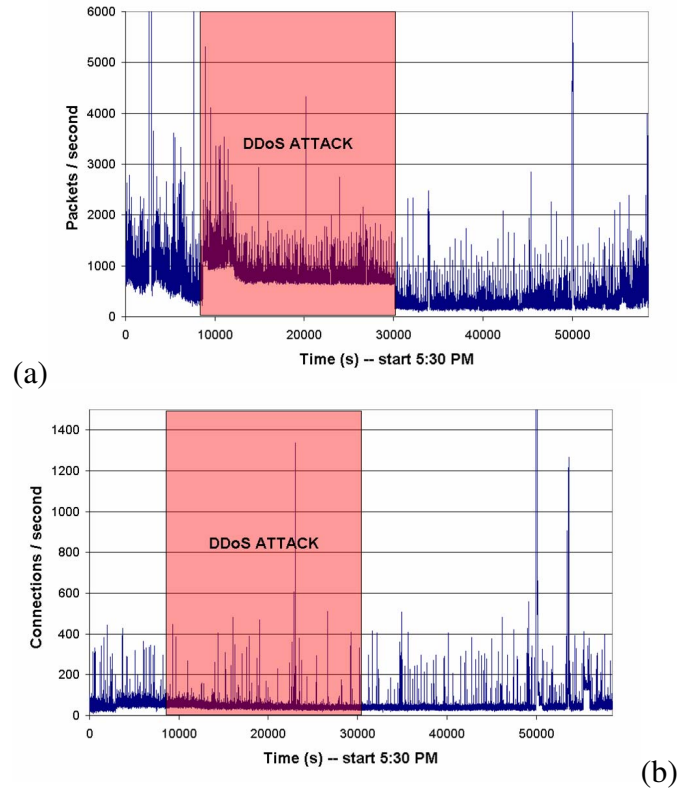 6000
5000
4000
3000
2000
1000
0
Packets / second
DDoS ATTACK
0 10000 20000 30000 40000 50000
Time (s) -- start 5:30 PM
(a)
1400
1200
1000
800
600
400
200
0
Connections / second
DDoS ATTACK
0 10000 20000 30000 40000 50000
Time (s) -- start 5:30 PM
(b)